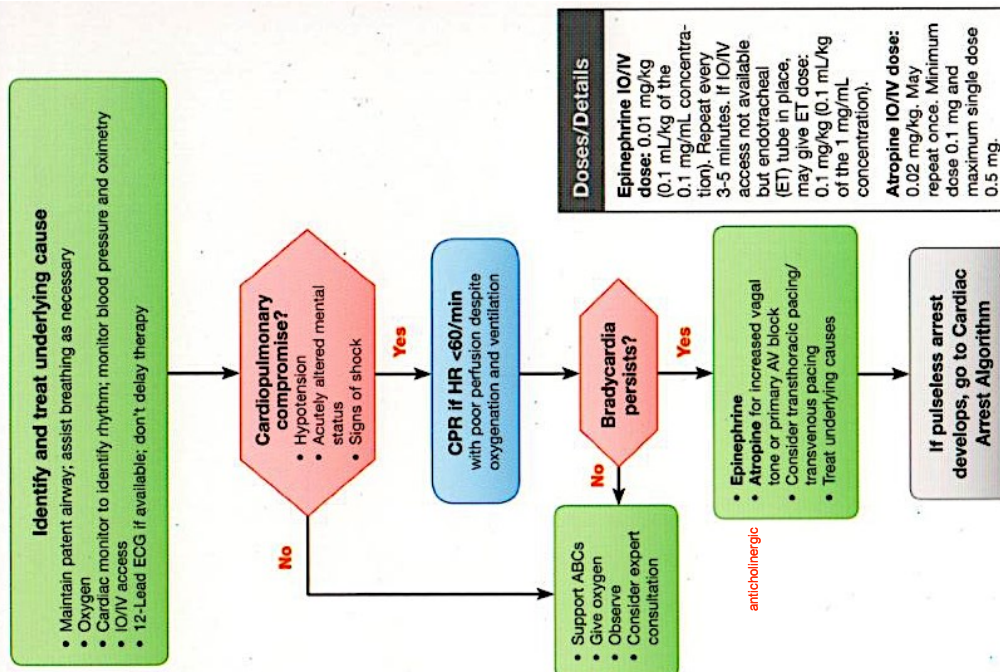 Identify and treat underlying cause
• Maintain patent airway; assist breathing as necessary
• Oxygen
• Cardiac monitor to identify rhythm; monitor blood pressure and oximetry
• IO/IV access
• 12-Lead ECG if available; don't delay therapy
Cardiopulmonary
compromise?
• Hypotension
• Acutely altered mental
status
• Signs of shock
No
Yes
CPR if HR <60/min
with poor perfusion despite
oxygenation and ventilation
Bradycardia
persists?
No
Yes
• Support ABCs
• Give oxygen
• Observe
• Consider expert
consultation
• Epinephrine
• Atropine for increased vagal
tone or primary AV block
• Consider transthoracic pacing/
transvenous pacing
• Treat underlying causes
anticholinergic
If pulseless arrest
develops, go to Cardiac
Arrest Algorithm
Doses/Details
Epinephrine IO/IV
dose: 0.01 mg/kg
(0.1 mL/kg of the
0.1 mg/mL concentra-
tion). Repeat every
3-5 minutes. If IO/IV
access not available
but endotracheal
(ET) tube in place,
may give ET dose:
0.1 mg/kg (0.1 mL/kg
of the 1 mg/mL
concentration).
Atropine IO/IV dose:
0.02 mg/kg. May
repeat once. Minimum
dose 0.1 mg and
maximum single dose
0.5 mg.